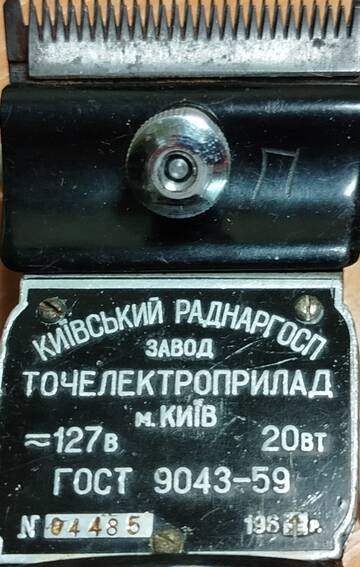 П
КИЇВСЬКИЙ РАДНАРГОСП
ЗАВОД
ТОЧЕЛЕКТРОПРИЛАД
м. КИЇВ
≈127В 20ВТ
ГОСТ 9043-59
№ 04485